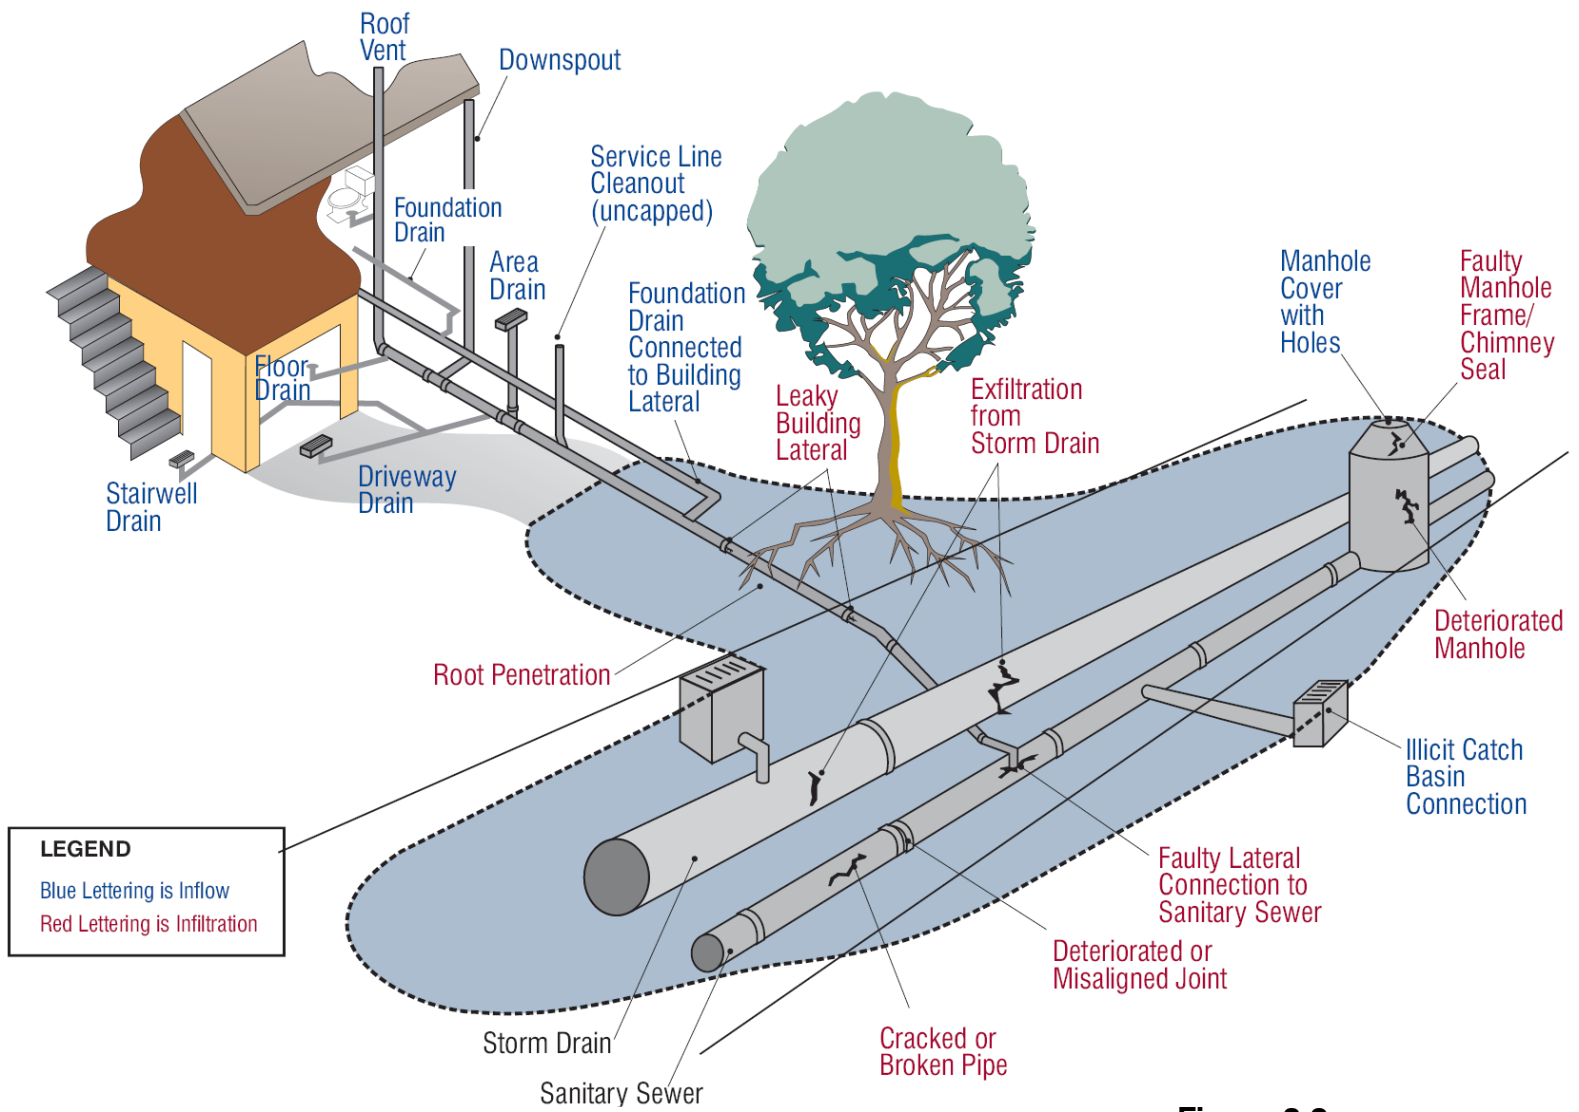 Roof
Vent
Downspout
Service Line
Cleanout
(uncapped)
Foundation
Drain
Area
Drain
Foundation
Drain
Connected
to Building
Lateral
Floor
Drain
Driveway
Drain
Stairwell
Drain
Leaky
Building
Lateral
Exfiltration
from
Storm Drain
Manhole
Cover
with
Holes
Faulty
Manhole
Frame/
Chimney
Seal
Deteriorated
Manhole
Root Penetration
Illicit Catch
Basin
Connection
LEGEND
Blue Lettering is Inflow
Red Lettering is Infiltration
Faulty Lateral
Connection to
Sanitary Sewer
Deteriorated or
Misaligned Joint
Cracked or
Broken Pipe
Storm Drain
Sanitary Sewer